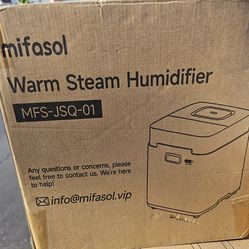 mifasol
Warm Steam Humidifier
MFS-JSQ-01
Any questions or concerns, please
feel free to contact us. We're here
to help!
info@mifasol.vip